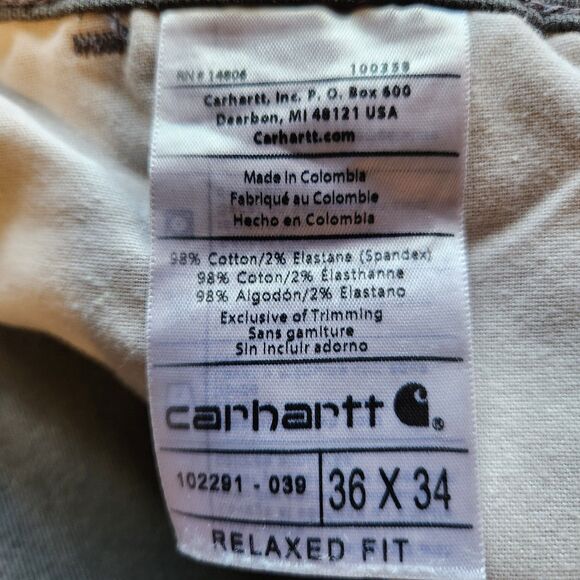 RN # 14806 100358
Carhartt, Inc. P. O. Box 600
Dearbon, MI 48121 USA
Carhartt.com
Made in Colombia
Fabriqué au Colombie
Hecho en Colombia
98% Cotton/2% Elastane (Spandex)
98% Coton/2% Élasthanne
98% Algodón/2% Elastano
Exclusive of Trimming
Sans garniture
Sin incluir adorno
carhartt
102291 - 039 36 X 34
RELAXED FIT